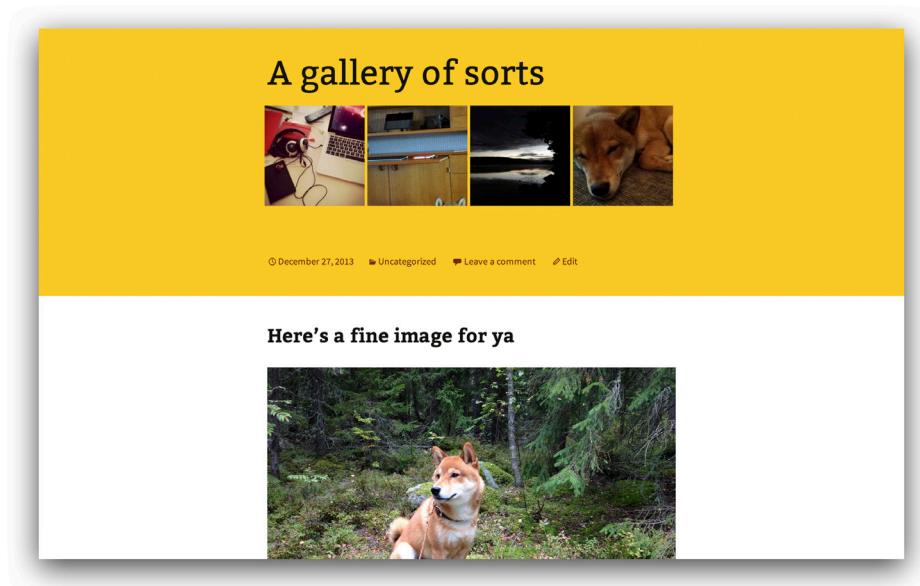 A gallery of sorts
December 27, 2013 Uncategorized Leave a comment Edit
Here's a fine image for ya